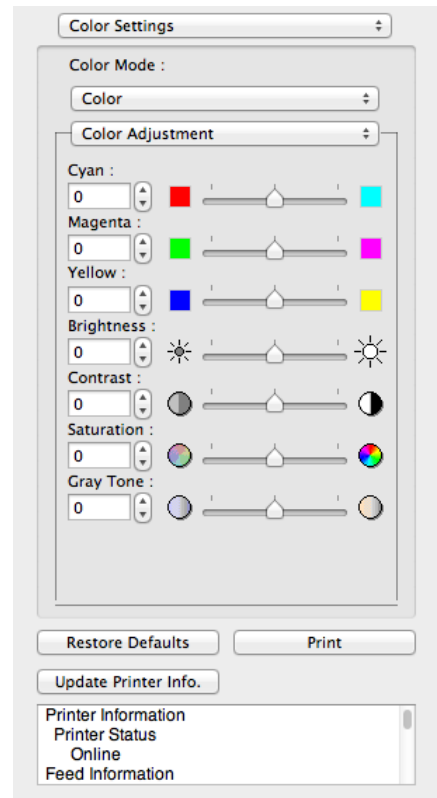 Color Settings
Color Mode :
Color
Color Adjustment
Cyan :
0
Magenta :
0
Yellow :
0
Brightness :
0
Contrast :
0
Saturation :
0
Gray Tone :
0
Restore Defaults
Print
Update Printer Info.
Printer Information
Printer Status
Online
Feed Information